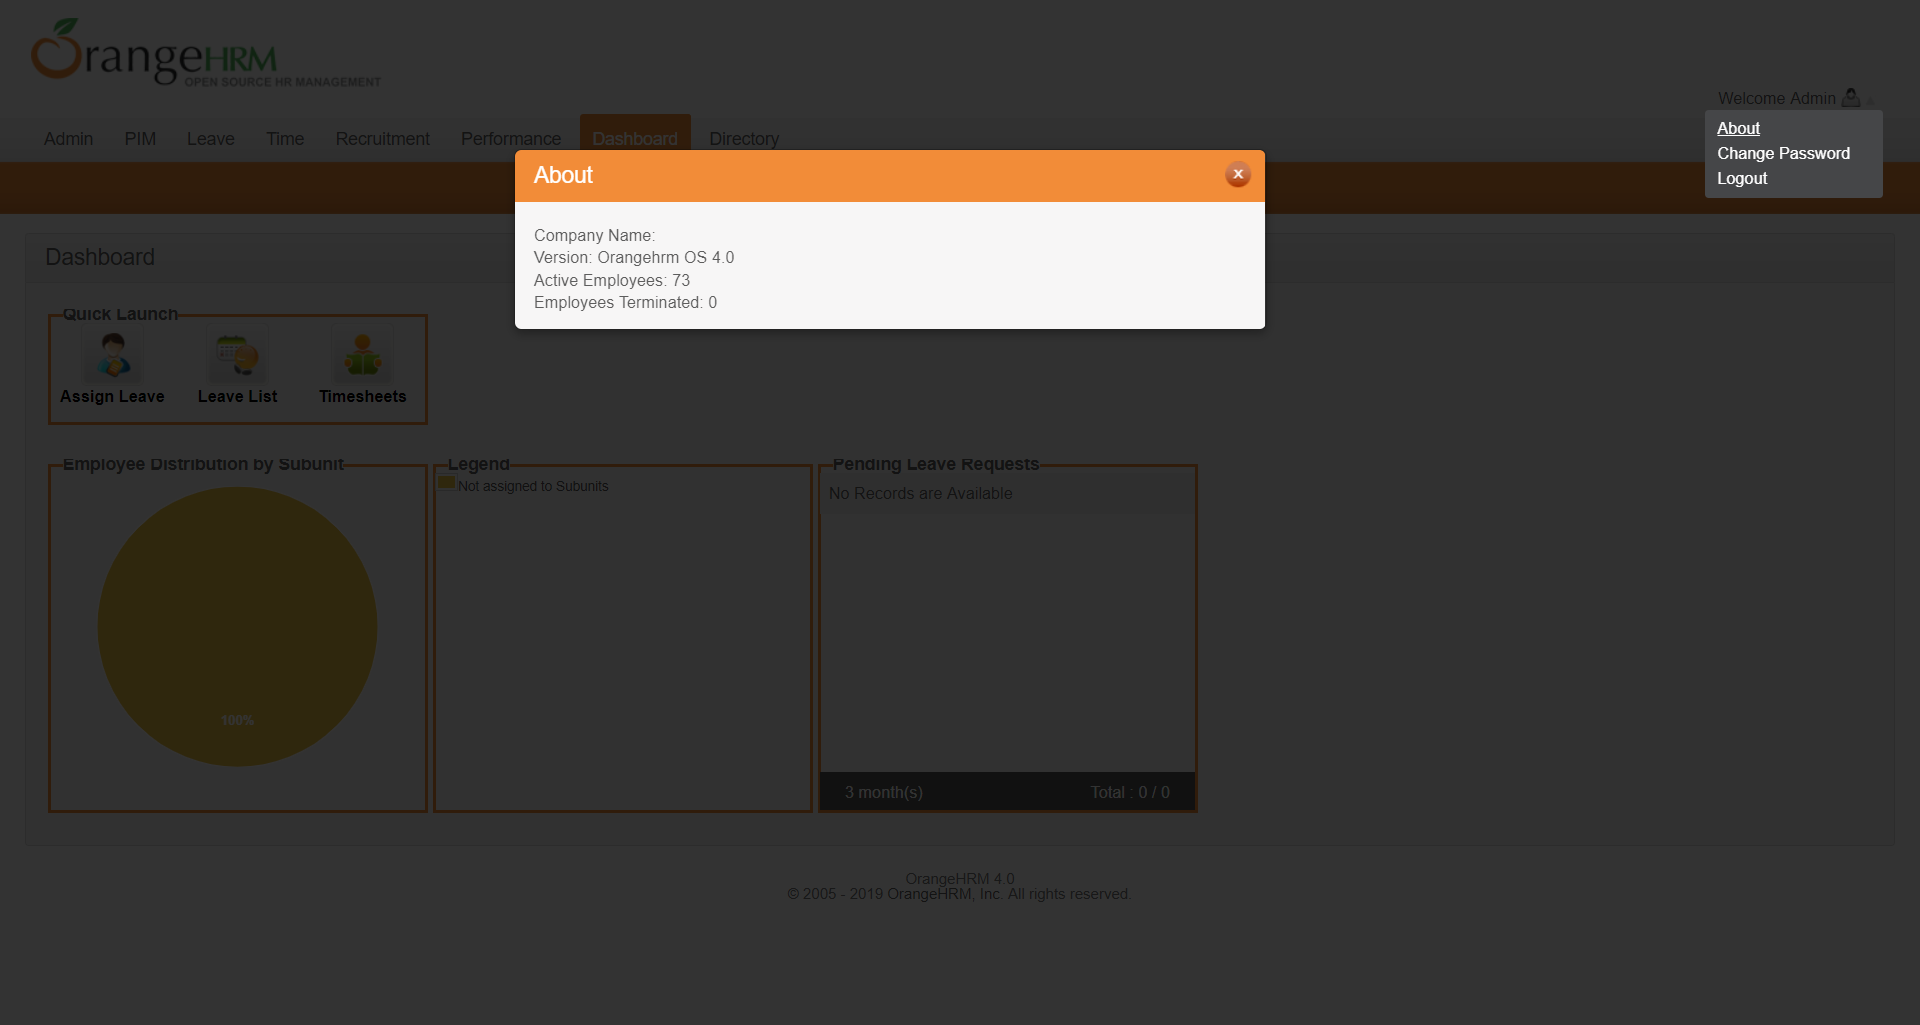 OrangeHRM
OPEN SOURCE HR MANAGEMENT
Welcome Admin
About
Change Password
Logout
Admin PIM Leave Time Recruitment Performance Dashboard Directory
About
x
Company Name:
Version: Orangehrm OS 4.0
Active Employees: 73
Employees Terminated: 0
Dashboard
Quick Launch
Assign Leave Leave List Timesheets
Employee Distribution by Subunit
100%
Legend
Not assigned to Subunits
Pending Leave Requests
No Records are Available
3 month(s) Total : 0 / 0
OrangeHRM 4.0
© 2005 - 2019 OrangeHRM, Inc. All rights reserved.